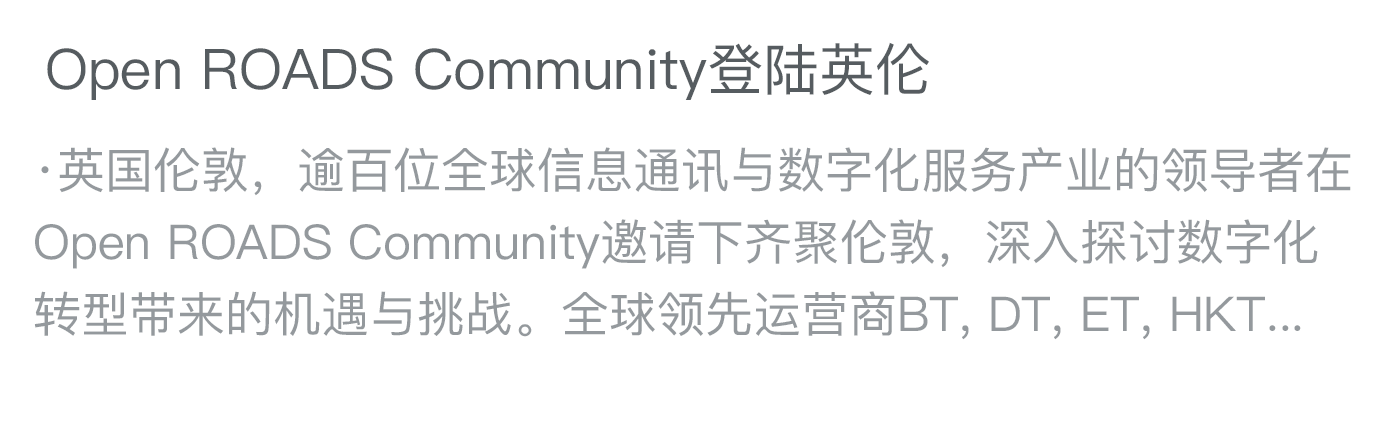 Open ROADS Community登陆英伦
·英国伦敦，逾百位全球信息通讯与数字化服务产业的领导者在
Open ROADS Community邀请下齐聚伦敦，深入探讨数字化
转型带来的机遇与挑战。全球领先运营商BT, DT, ET, HKT...